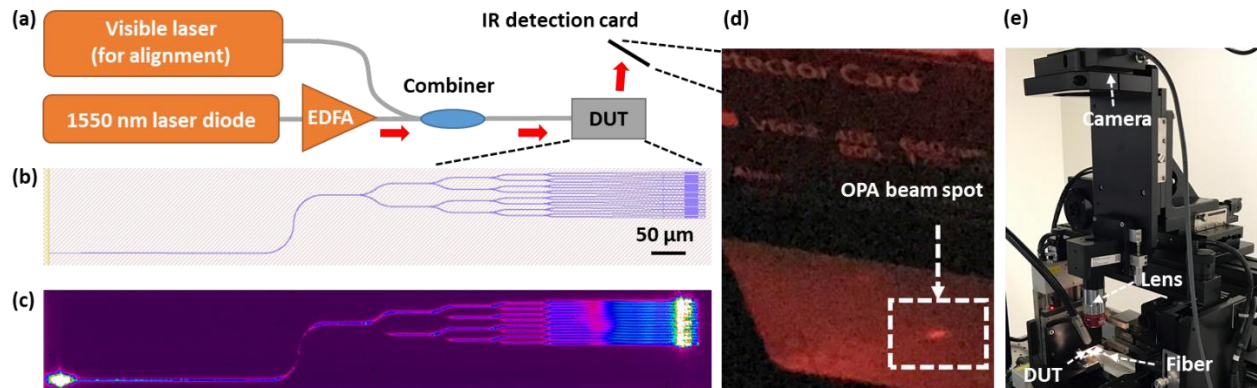 (a)
Visible laser
(for alignment)
1550 nm laser diode
EDFA
Combiner
DUT
IR detection card
(b)
50 µm
(c)
(d)
tector Card
OPA beam spot
(e)
Camera
Lens
Fiber
DUT